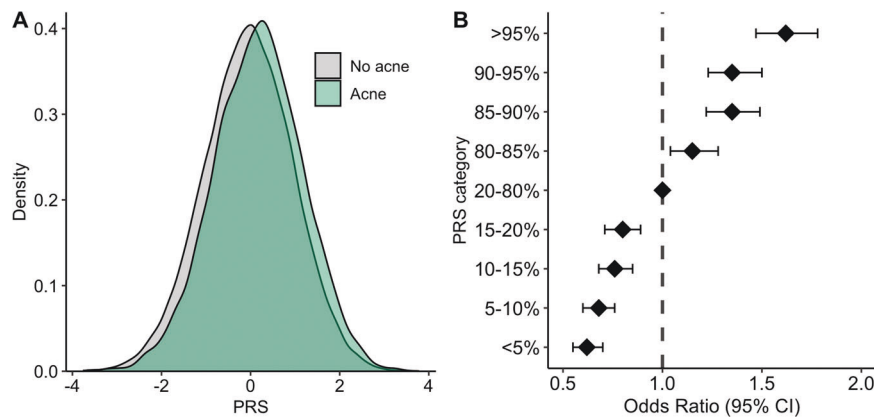 A
0.4
0.3
0.2
0.1
0.0
Density
-4
-2
0
2
4
PRS
No acne
Acne
B
>95%
90-95%
85-90%
80-85%
20-80%
15-20%
10-15%
5-10%
<5%
PRS category
0.5
1.0
1.5
2.0
Odds Ratio (95% CI)